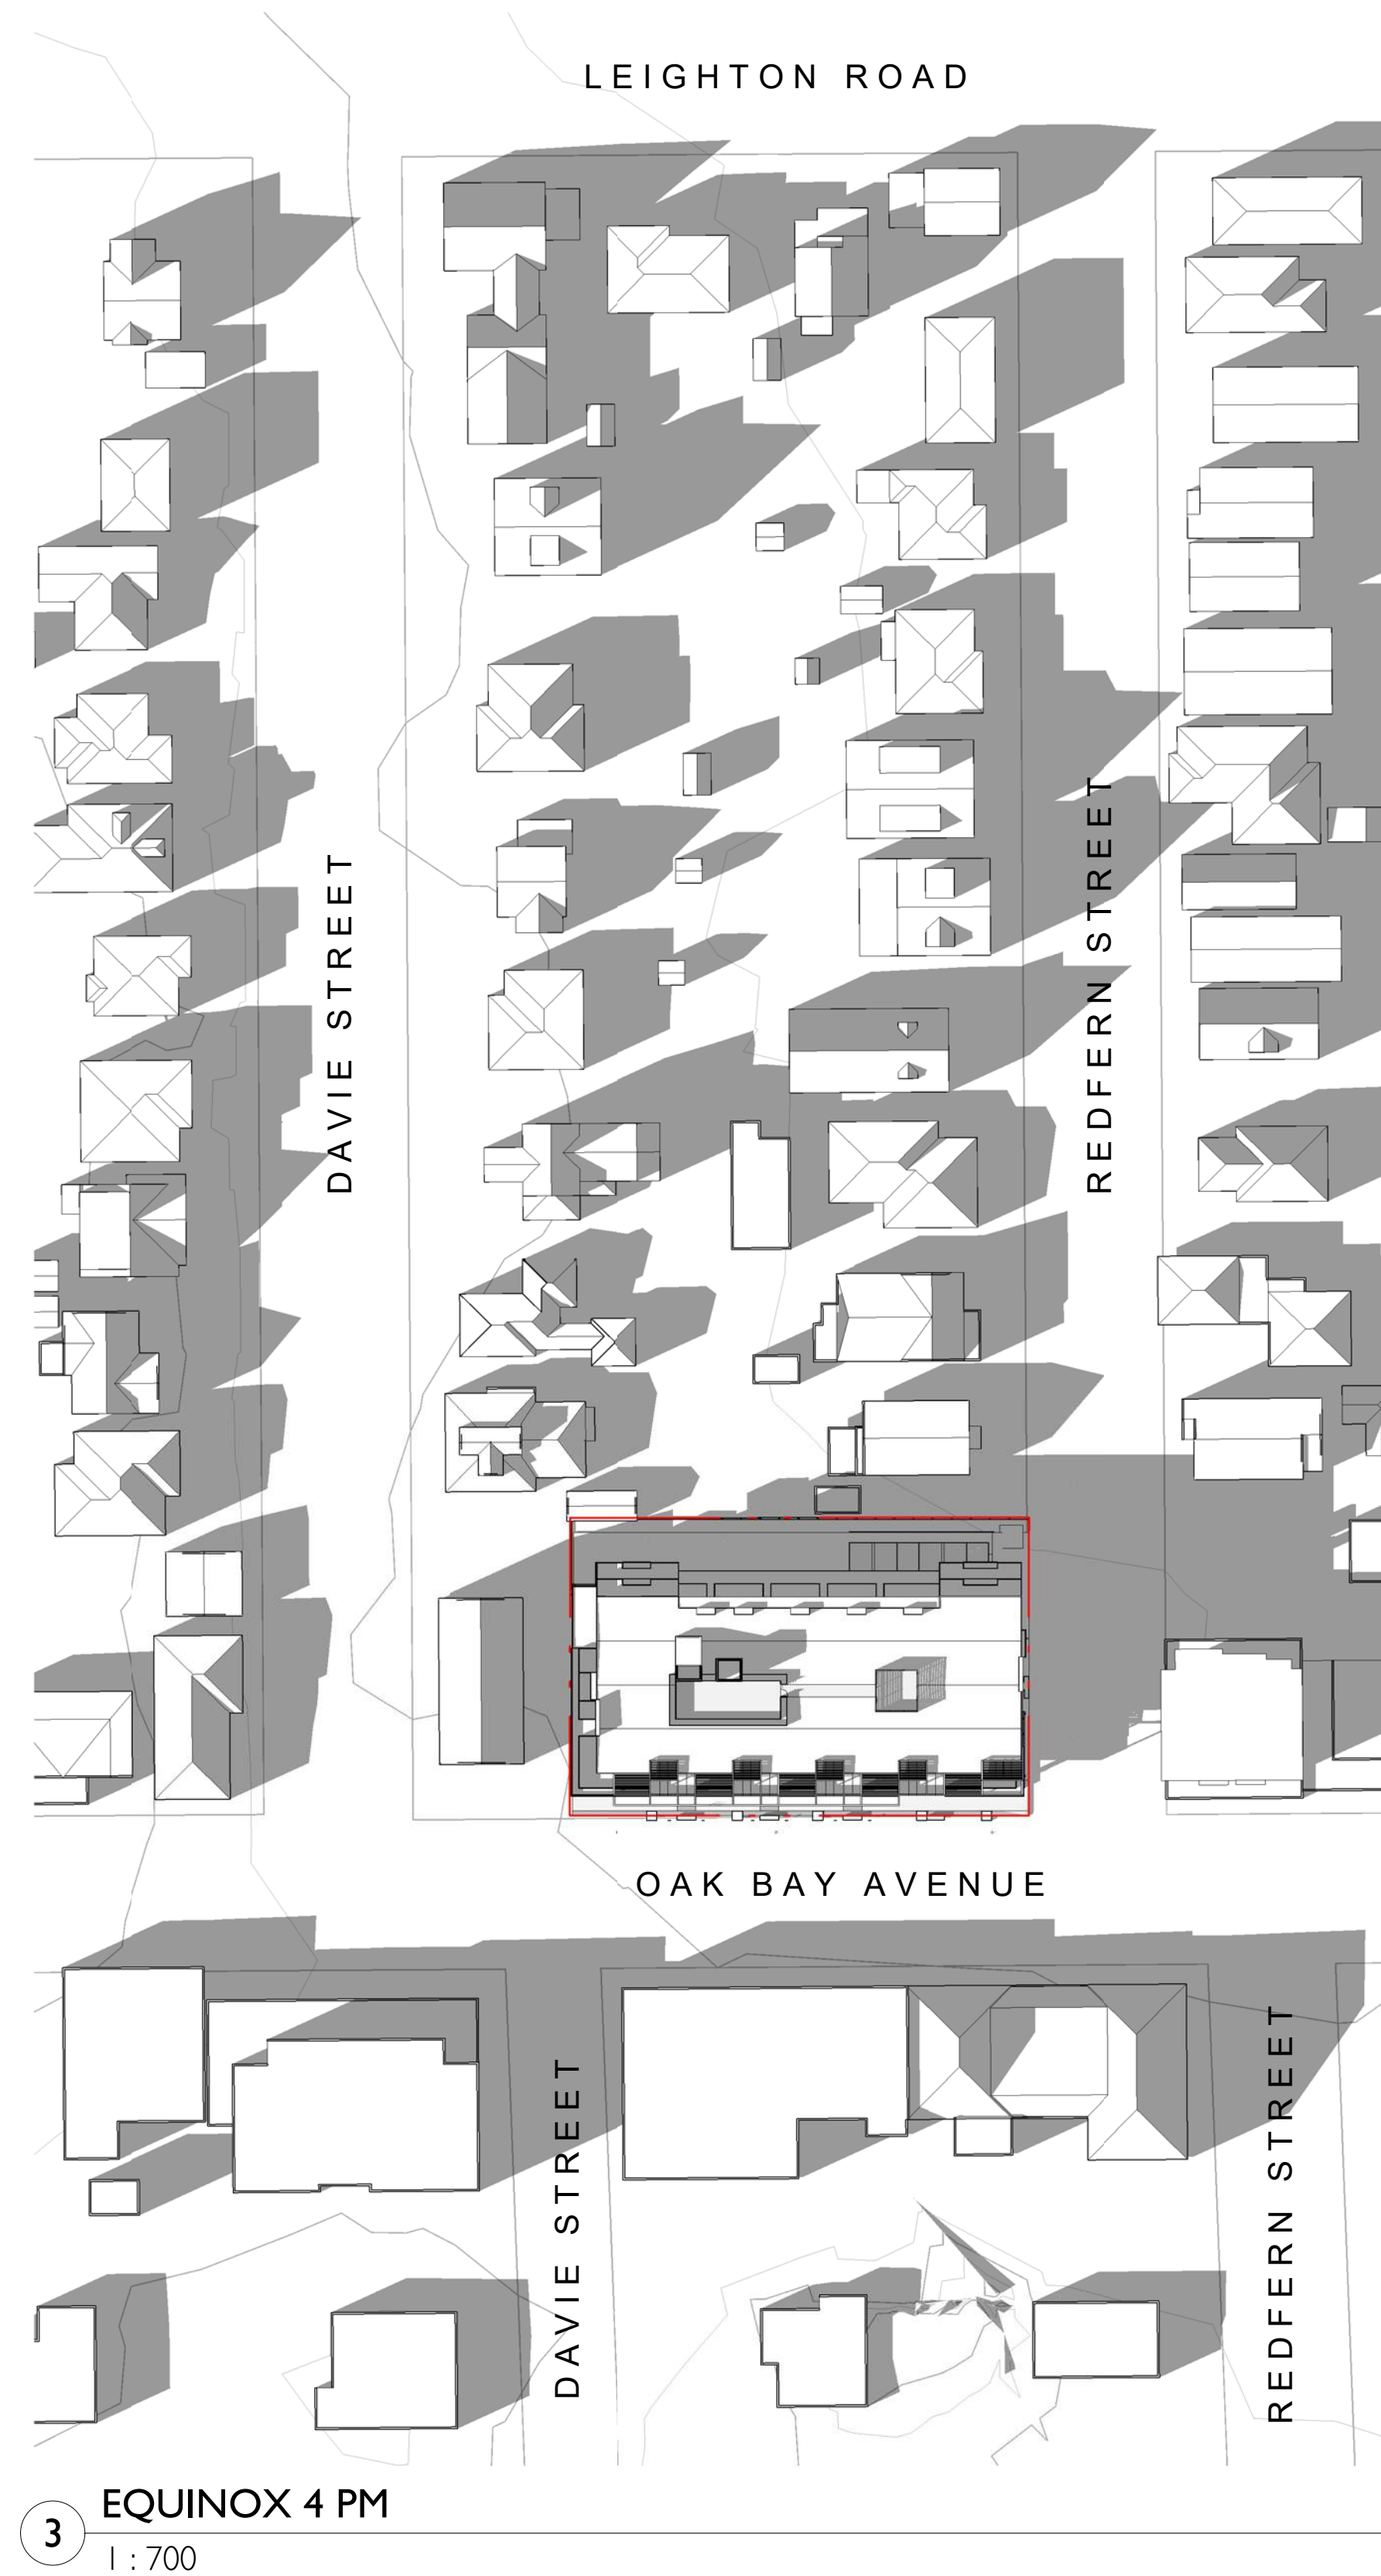 LEIGHTON ROAD
DAVIE STREET
REDFERN STREET
OAK BAY AVENUE
DAVIE STREET
REDFERN STREET
3
EQUINOX 4 PM
1 : 700